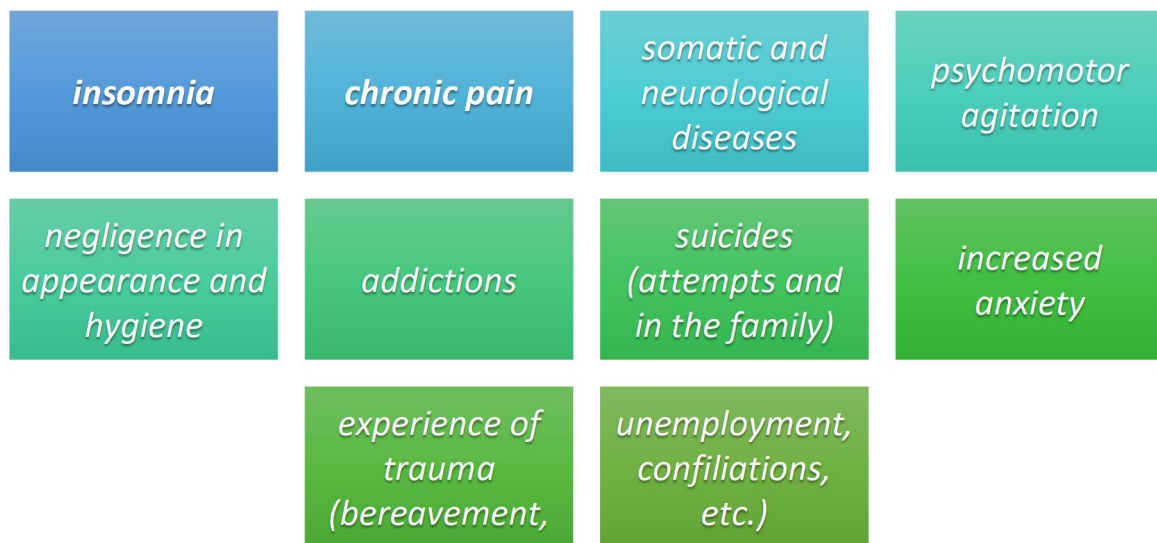 insomnia
chronic pain
somatic and
neurological
diseases
psychomotor
agitation
negligence in
appearance and
hygiene
addictions
suicides
(attempts and
in the family)
increased
anxiety
experience of
trauma
(bereavement,
unemployment,
confiliations,
etc.)